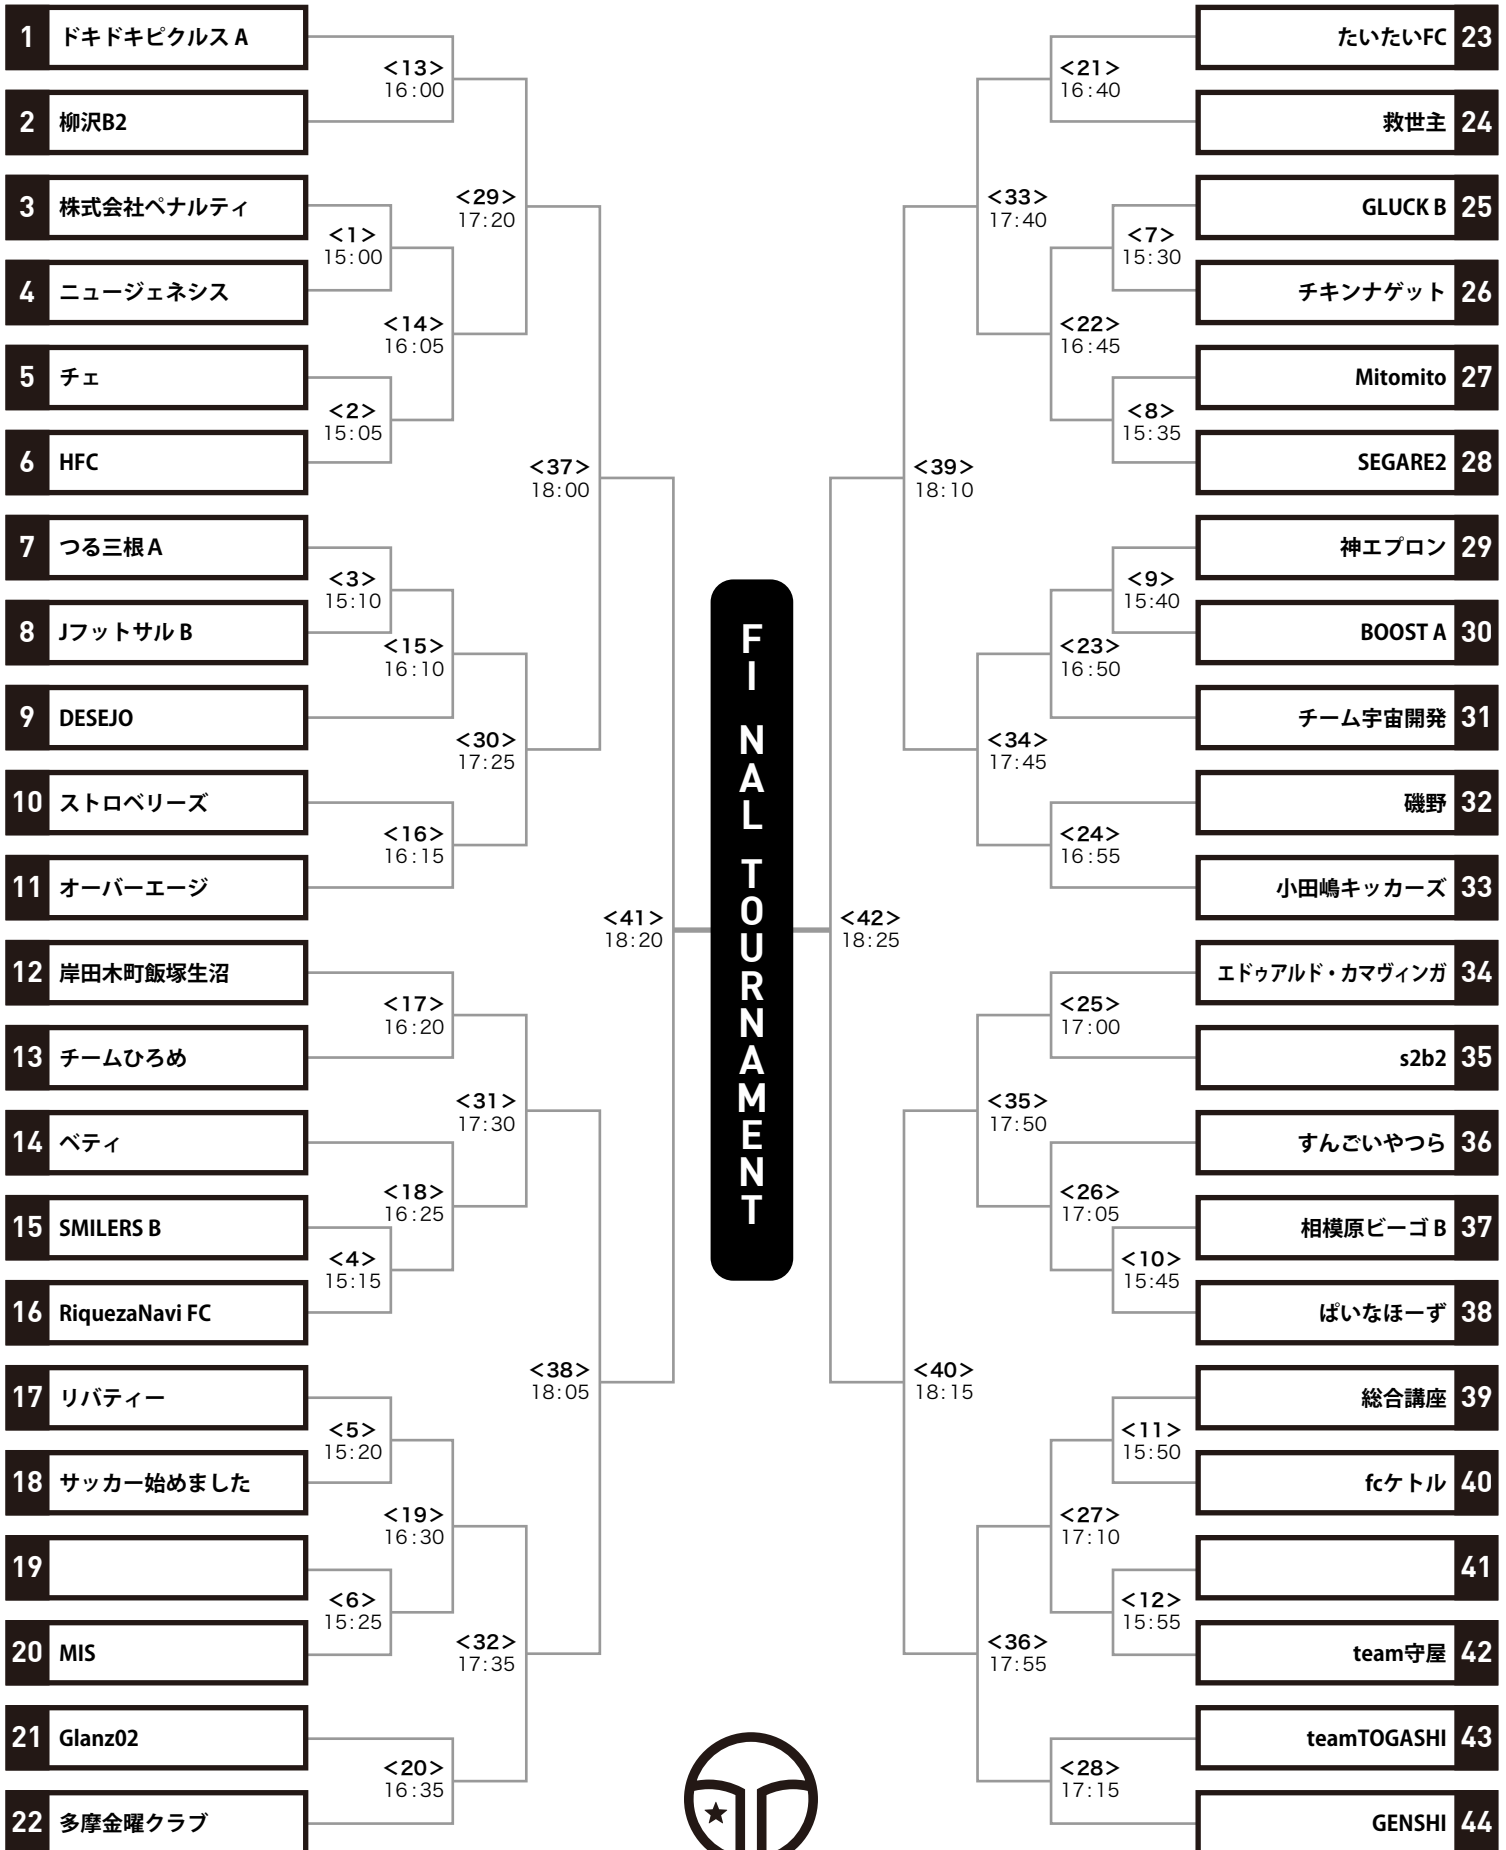 1 ドキドキピクルス A
2 柳沢B2
3 株式会社ペナルティ
4 ニュージェネシス
5 チェ
6 HFC
7 つる三根 A
8 Jフットサル B
9 DESEJO
10 ストロベリーズ
11 オーバーエージ
12 岸田木町飯塚生沼
13 チームひろめ
14 ベティ
15 SMILERS B
16 RiquezaNavi FC
17 リバティー
18 サッカー始めました
19
20 MIS
21 Glanz02
22 多摩金曜クラブ
<1>
15:00
<2>
15:05
<3>
15:10
<4>
15:15
<5>
15:20
<6>
15:25
<13>
16:00
<14>
16:05
<15>
16:10
<16>
16:15
<17>
16:20
<18>
16:25
<19>
16:30
<20>
16:35
<29>
17:20
<30>
17:25
<31>
17:30
<32>
17:35
<37>
18:00
<38>
18:05
<41>
18:20
FINAL TOURNAMENT
<42>
18:25
<39>
18:10
<40>
18:15
<33>
17:40
<34>
17:45
<35>
17:50
<36>
17:55
<21>
16:40
<22>
16:45
<23>
16:50
<24>
16:55
<25>
17:00
<26>
17:05
<27>
17:10
<28>
17:15
<7>
15:30
<8>
15:35
<9>
15:40
<10>
15:45
<11>
15:50
<12>
15:55
たいたいFC 23
救世主 24
GLUCK B 25
チキンナゲット 26
Mitomito 27
SEGARE2 28
神エプロン 29
BOOST A 30
チーム宇宙開発 31
磯野 32
小田嶋キッカーズ 33
エドゥアルド・カマヴィンガ 34
s2b2 35
すんごいやつら 36
相模原ビーゴ B 37
ぱいなほーず 38
総合講座 39
fcケトル 40
41
team守屋 42
teamTOGASHI 43
GENSHI 44